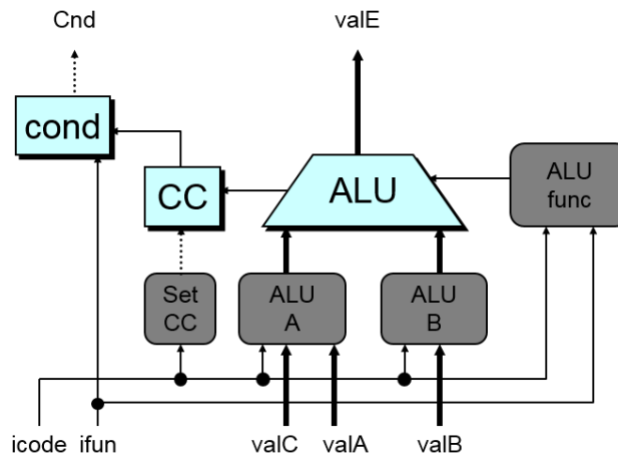 Cnd
valE
cond
CC
ALU
ALU
func
Set
CC
ALU
A
ALU
B
icode
ifun
valC
valA
valB